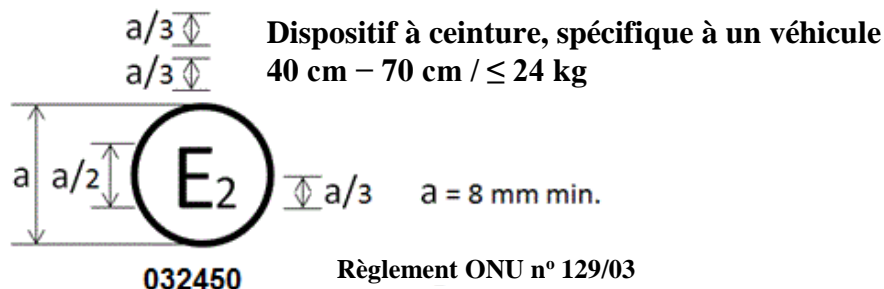 a/3 Dispositif à ceinture, spécifique à un véhicule
a/3 40 cm − 70 cm / ≤ 24 kg
a a/2 E2 a/3 a = 8 mm min.
032450 Règlement ONU nº 129/03